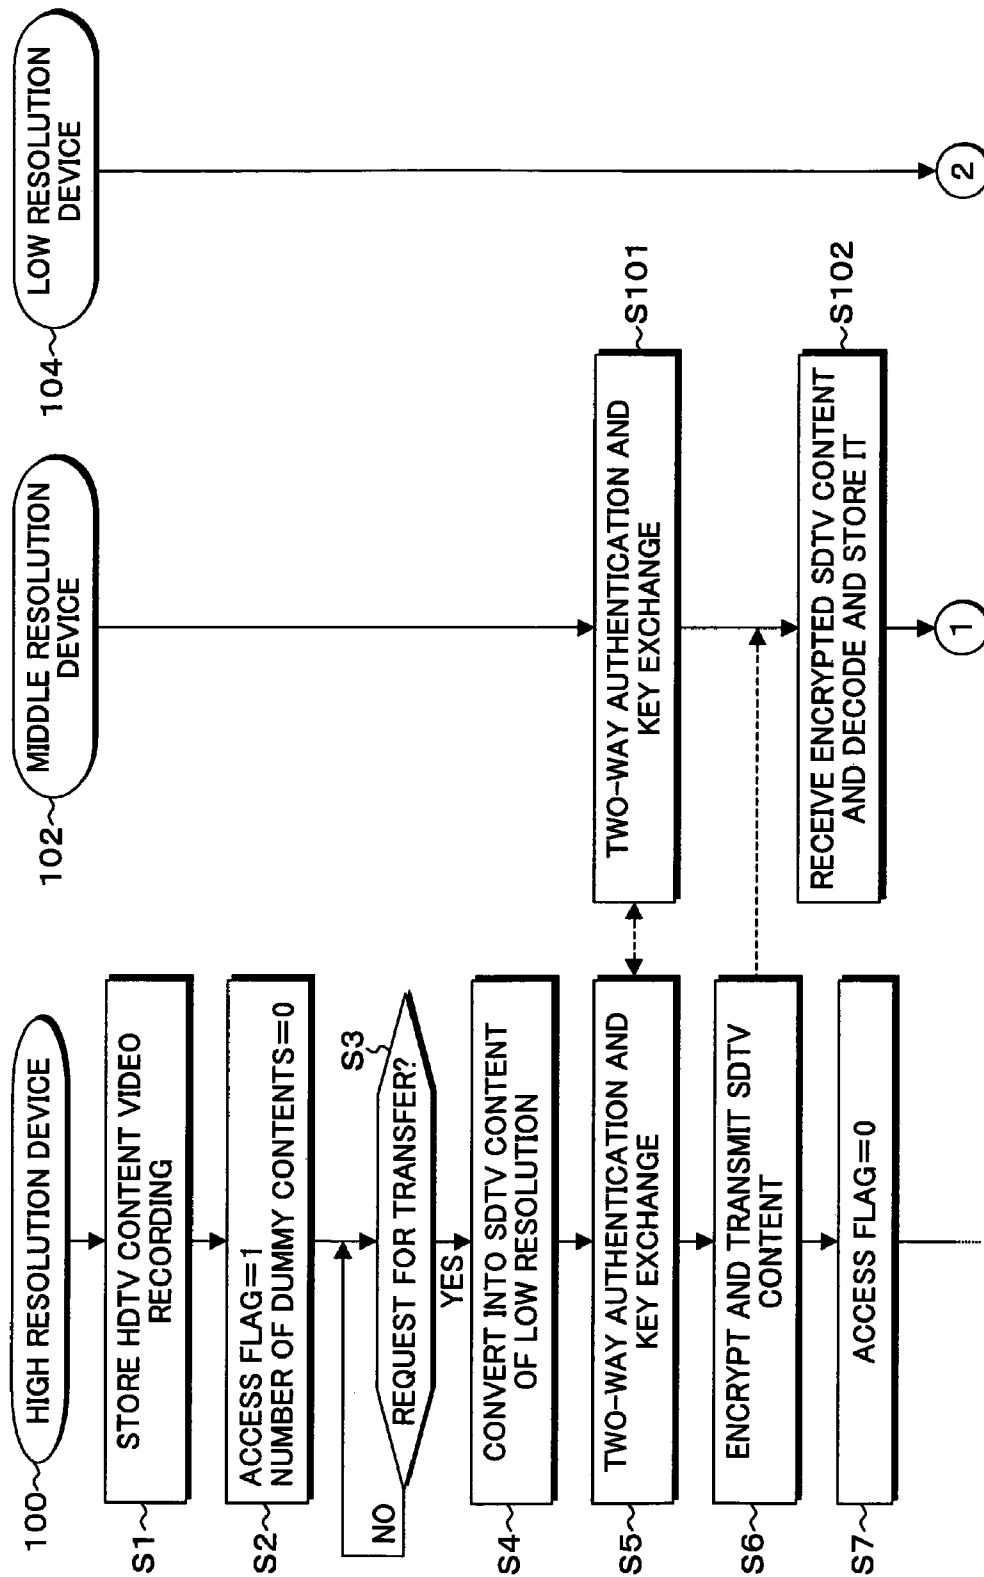 100
HIGH RESOLUTION DEVICE
S1
STORE HDTV CONTENT VIDEO
RECORDING
S2
ACCESS FLAG=1
NUMBER OF DUMMY CONTENTS=0
S3
REQUEST FOR TRANSFER?
NO
YES
S4
CONVERT INTO SDTV CONTENT
OF LOW RESOLUTION
S5
TWO-WAY AUTHENTICATION AND
KEY EXCHANGE
S6
ENCRYPT AND TRANSMIT SDTV
CONTENT
S7
ACCESS FLAG=0
102
MIDDLE RESOLUTION
DEVICE
TWO-WAY AUTHENTICATION AND
KEY EXCHANGE
S101
RECEIVE ENCRYPTED SDTV CONTENT
AND DECODE AND STORE IT
S102
1
104
LOW RESOLUTION
DEVICE
2